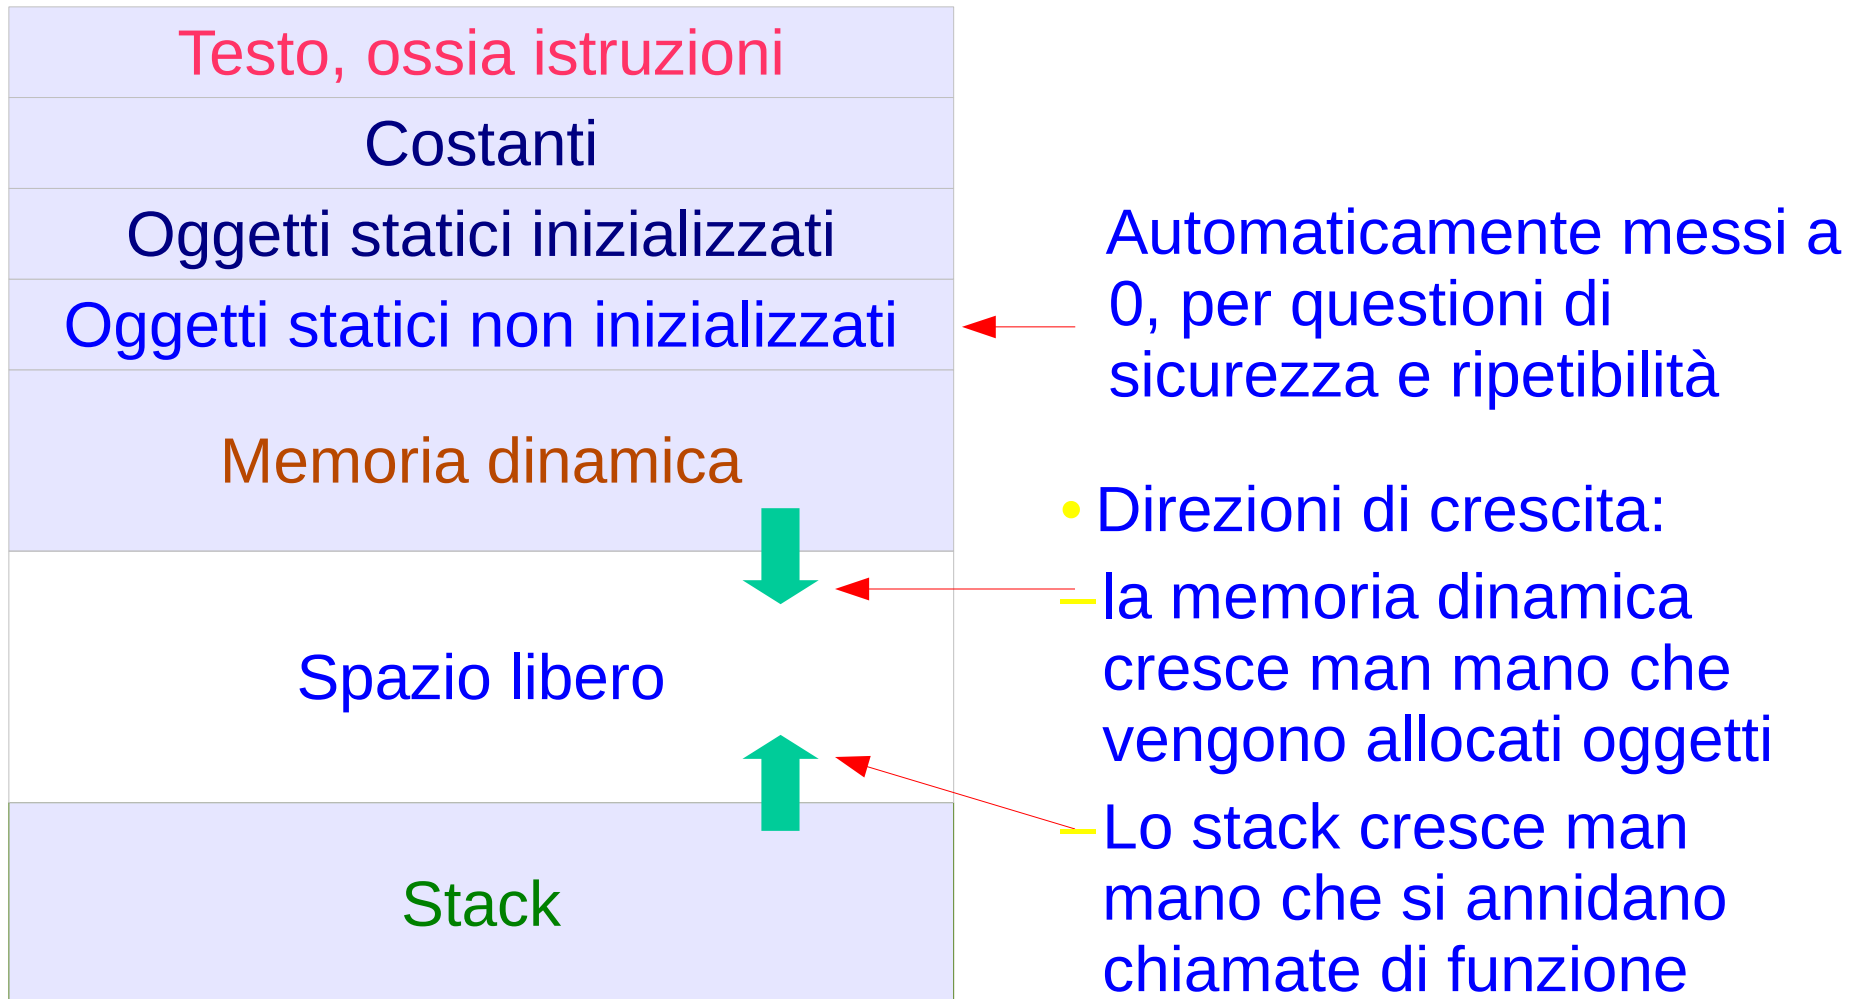 Testo, ossia istruzioni
Costanti
Oggetti statici inizializzati
Oggetti statici non inizializzati
Memoria dinamica
Spazio libero
Stack
Automaticamente messi a
0, per questioni di
sicurezza e ripetibilità
• Direzioni di crescita:
– la memoria dinamica
cresce man mano che
vengono allocati oggetti
– Lo stack cresce man
mano che si annidano
chiamate di funzione